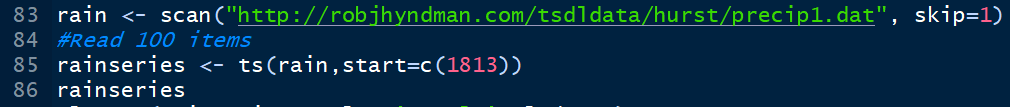 83 rain <- scan("http://robjhyndman.com/tsdldata/hurst/precip1.dat", skip=1)
84 #Read 100 items
85 rainseries <- ts(rain,start=c(1813))
86 rainseries